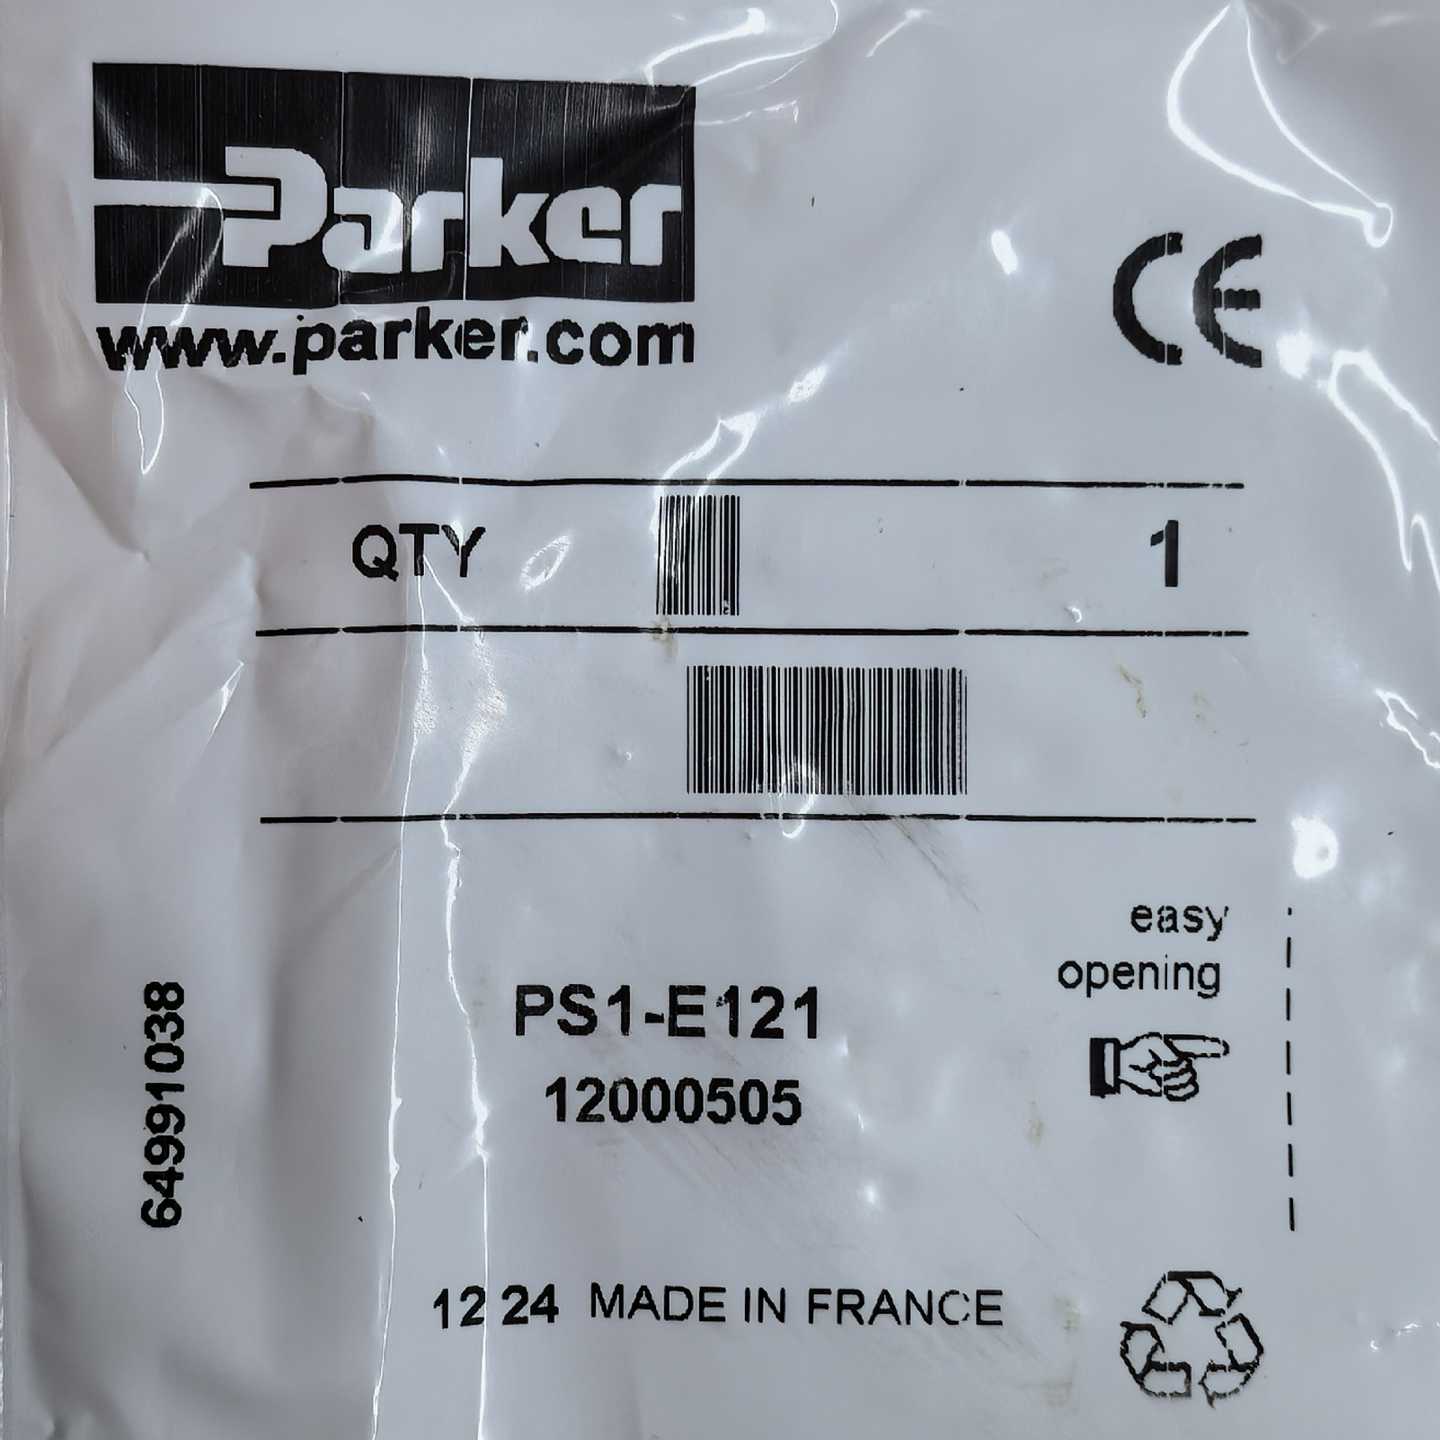 Parker
www.parker.com
CE
QTY 1
easy
opening
PS1-E121
12000505
64991038
12 24 MADE IN FRANCE